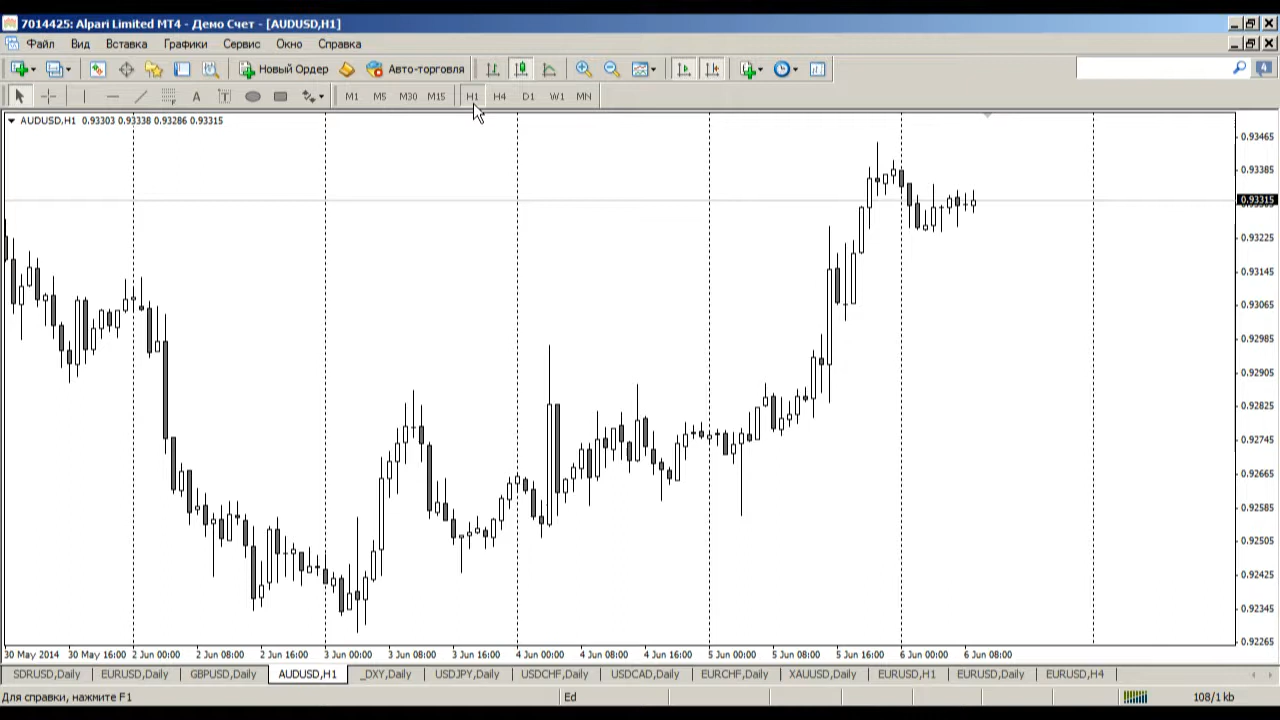 7014425: Alpari Limited MT4 - Демо Счет - [AUDUSD,H1]
Файл Вид Вставка Графики Сервис Окно Справка
Новый Ордер Авто-торговля 4
A T M1 M5 M30 M15 H1 H4 D1 W1 MN
AUDUSD,H1 0.93303 0.93338 0.93286 0.93315
0.93465
0.93385
0.93315
0.93225
0.93145
0.93065
0.92985
0.92905
0.92825
0.92745
0.92665
0.92585
0.92505
0.92425
0.92345
0.92265
30 May 2014 30 May 16:00 2 Jun 00:00 2 Jun 08:00 2 Jun 16:00 3 Jun 00:00 3 Jun 08:00 3 Jun 16:00 4 Jun 00:00 4 Jun 08:00 4 Jun 16:00 5 Jun 00:00 5 Jun 08:00 5 Jun 16:00 6 Jun 00:00 6 Jun 08:00
SDRUSD,Daily EURUSD,Daily GBPUSD,Daily AUDUSD,H1 _DXY,Daily USDJPY,Daily USDCHF,Daily USDCAD,Daily EURCHF,Daily XAUUSD,Daily EURUSD,H1 EURUSD,Daily EURUSD,H4
Для справки, нажмите F1 Ed 108/1 kb